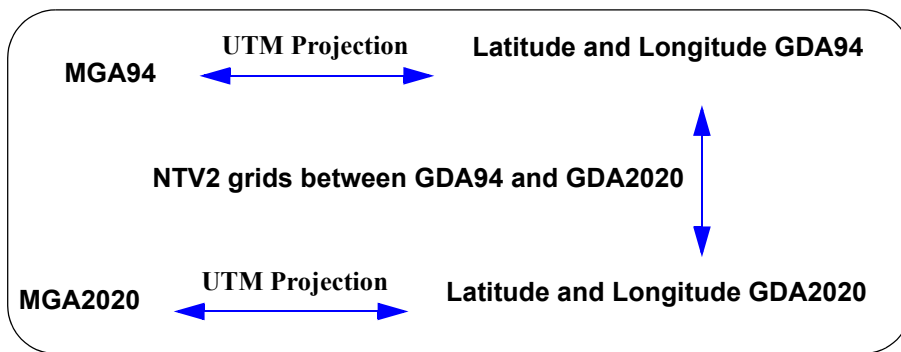 UTM Projection
Latitude and Longitude GDA94
MGA94
NTV2 grids between GDA94 and GDA2020
UTM Projection
Latitude and Longitude GDA2020
MGA2020